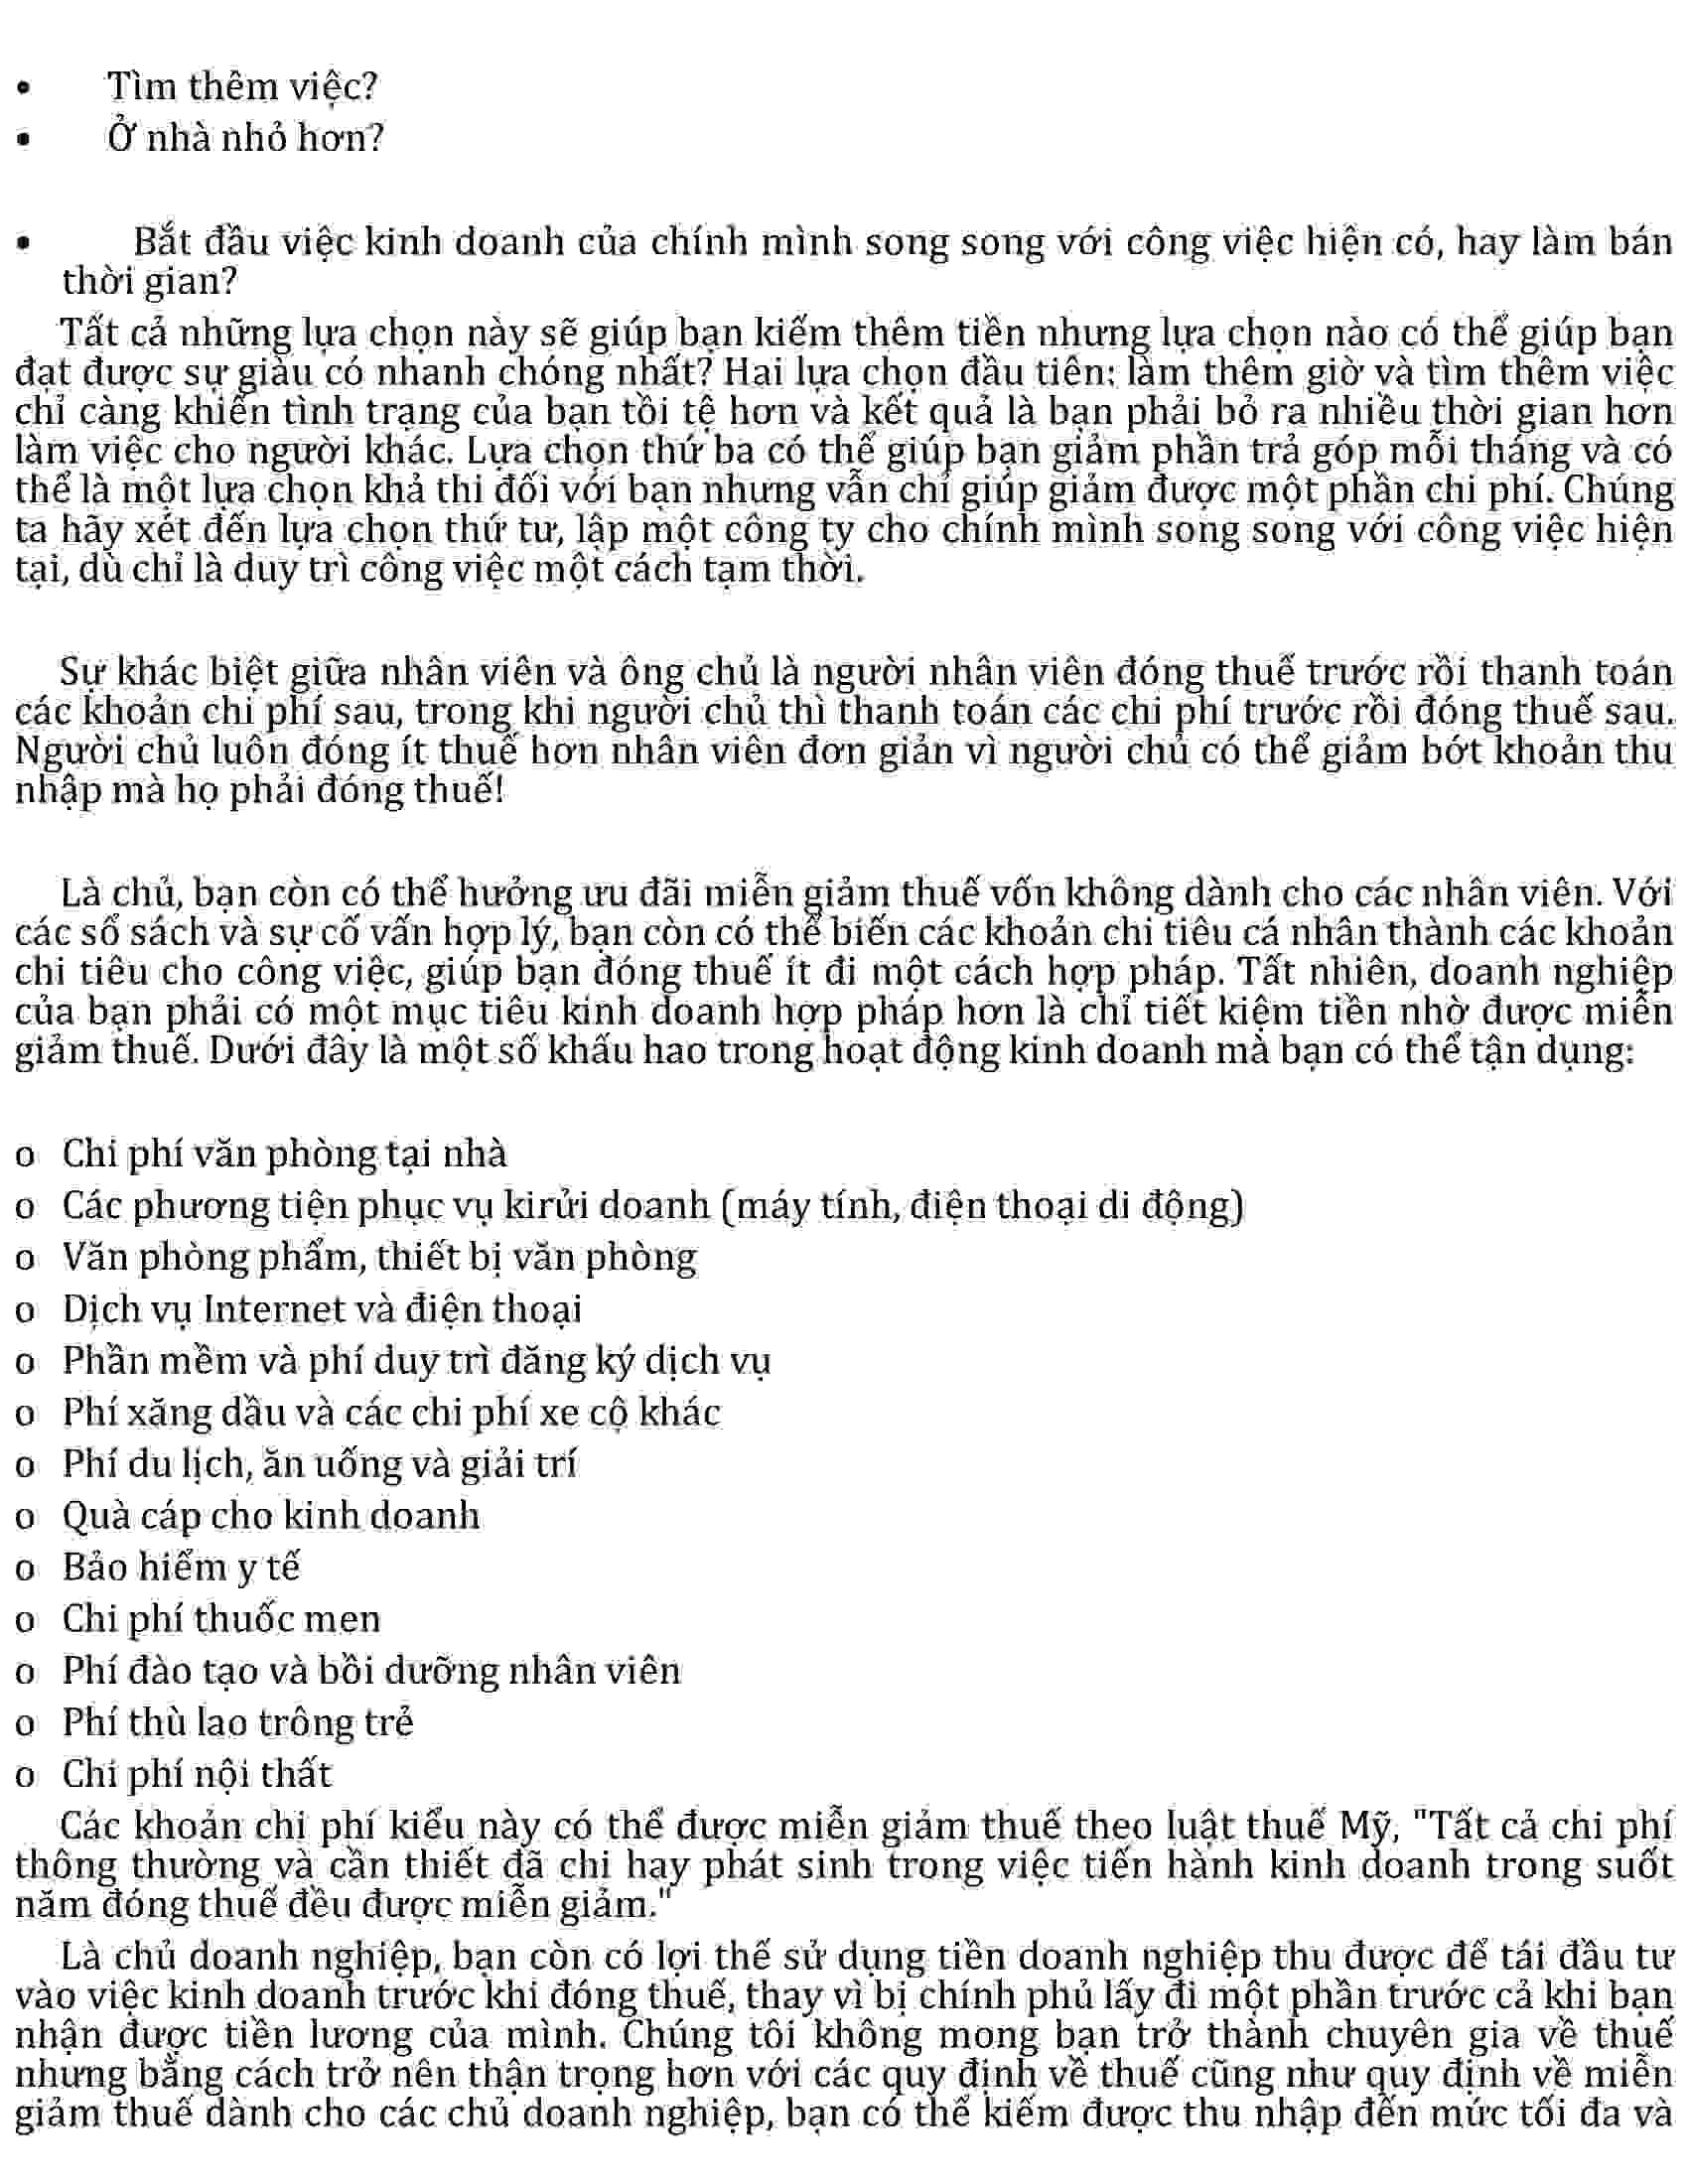 • Tìm thêm việc?
• Ở nhà nhỏ hơn?
• Bắt đầu việc kinh doanh của chính mình song song với công việc hiện có, hay làm bán
thời gian?
Tất cả những lựa chọn này sẽ giúp bạn kiếm thêm tiền nhưng lựa chọn nào có thể giúp bạn
đạt được sự giàu có nhanh chóng nhất? Hai lựa chọn đầu tiên: làm thêm giờ và tìm thêm việc
chỉ càng khiến tình trạng của bạn tồi tệ hơn và kết quả là bạn phải bỏ ra nhiều thời gian hơn
làm việc cho người khác. Lựa chọn thứ ba có thể giúp bạn giảm phần trả góp mỗi tháng và có
thể là một lựa chọn khả thi đối với bạn nhưng vẫn chỉ giúp giảm được một phần chi phí. Chúng
ta hãy xét đến lựa chọn thứ tư, lập một công ty cho chính mình song song với công việc hiện
tại, dù chỉ là duy trì công việc một cách tạm thời.
Sự khác biệt giữa nhân viên và ông chủ là người nhân viên đóng thuế trước rồi thanh toán
các khoản chi phí sau, trong khi người chủ thì thanh toán các chi phí trước rồi đóng thuế sau.
Người chủ luôn đóng ít thuế hơn nhân viên đơn giản vì người chủ có thể giảm bớt khoản thu
nhập mà họ phải đóng thuế!
Là chủ, bạn còn có thể hưởng ưu đãi miễn giảm thuế vốn không dành cho các nhân viên. Với
các sổ sách và sự cố vấn hợp lý, bạn còn có thể biến các khoản chi tiêu cá nhân thành các khoản
chi tiêu cho công việc, giúp bạn đóng thuế ít đi một cách hợp pháp. Tất nhiên, doanh nghiệp
của bạn phải có một mục tiêu kinh doanh hợp pháp hơn là chỉ tiết kiệm tiền nhờ được miễn
giảm thuế. Dưới đây là một số khấu hao trong hoạt động kinh doanh mà bạn có thể tận dụng:
o Chi phí văn phòng tại nhà
o Các phương tiện phục vụ kirửi doanh (máy tính, điện thoại di động)
o Văn phòng phẩm, thiết bị văn phòng
o Dịch vụ Internet và điện thoại
o Phần mềm và phí duy trì đăng ký dịch vụ
o Phí xăng dầu và các chi phí xe cộ khác
o Phí du lịch, ăn uống và giải trí
o Quà cáp cho kinh doanh
o Bảo hiểm y tế
o Chi phí thuốc men
o Phí đào tạo và bồi dưỡng nhân viên
o Phí thù lao trông trẻ
o Chi phí nội thất
Các khoản chi phí kiểu này có thể được miễn giảm thuế theo luật thuế Mỹ, "Tất cả chi phí
thông thường và cần thiết đã chi hay phát sinh trong việc tiến hành kinh doanh trong suốt
năm đóng thuế đều được miễn giảm."
Là chủ doanh nghiệp, bạn còn có lợi thế sử dụng tiền doanh nghiệp thu được để tái đầu tư
vào việc kinh doanh trước khi đóng thuế, thay vì bị chính phủ lấy đi một phần trước cả khi bạn
nhận được tiền lương của mình. Chúng tôi không mong bạn trở thành chuyên gia về thuế
nhưng bằng cách trở nên thận trọng hơn với các quy định về thuế cũng như quy định về miễn
giảm thuế dành cho các chủ doanh nghiệp, bạn có thể kiếm được thu nhập đến mức tối đa và